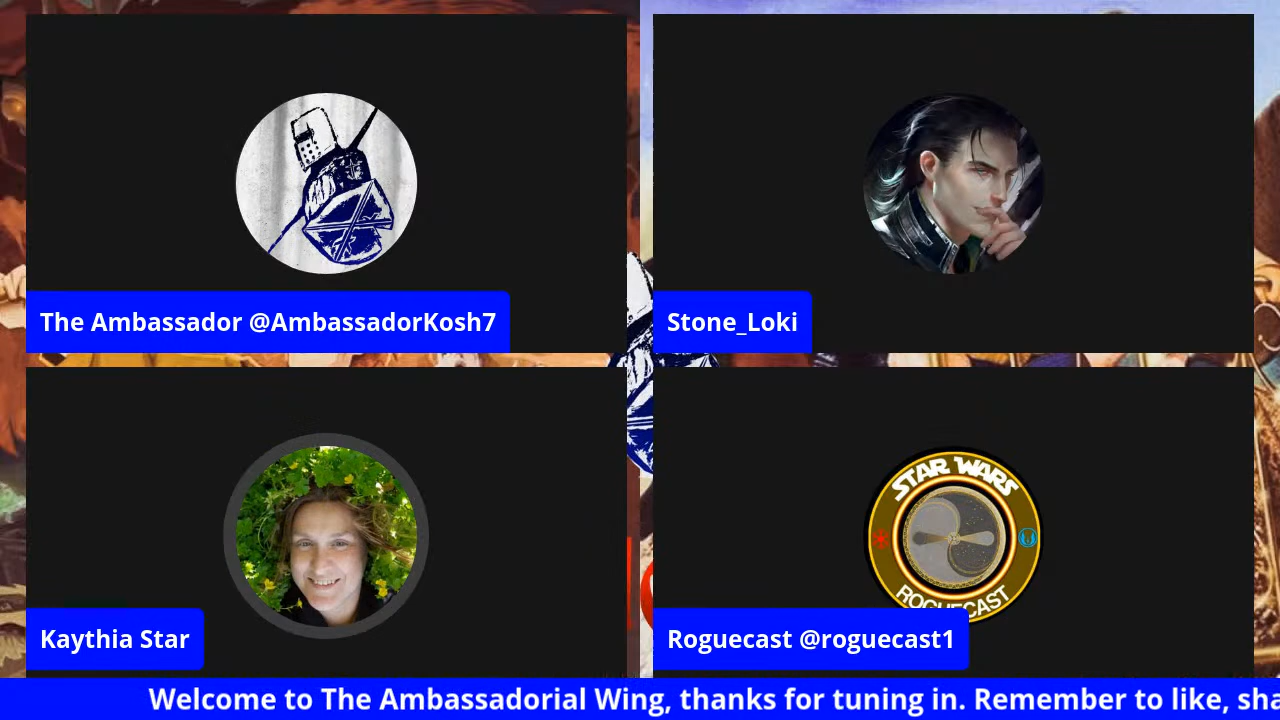 The Ambassador @AmbassadorKosh7
Stone_Loki
Kaythia Star
STAR WARS
ROGUECAST
Roguecast @roguecast1
Welcome to The Ambassadorial Wing, thanks for tuning in. Remember to like, sha